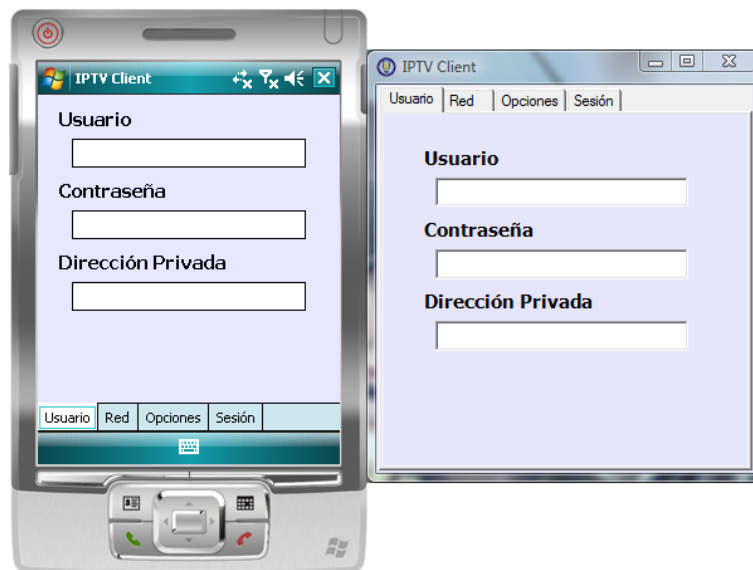 IPTV Client
Usuario
Contraseña
Dirección Privada
Usuario Red Opciones Sesión
IPTV Client
Usuario Red Opciones Sesión
Usuario
Contraseña
Dirección Privada